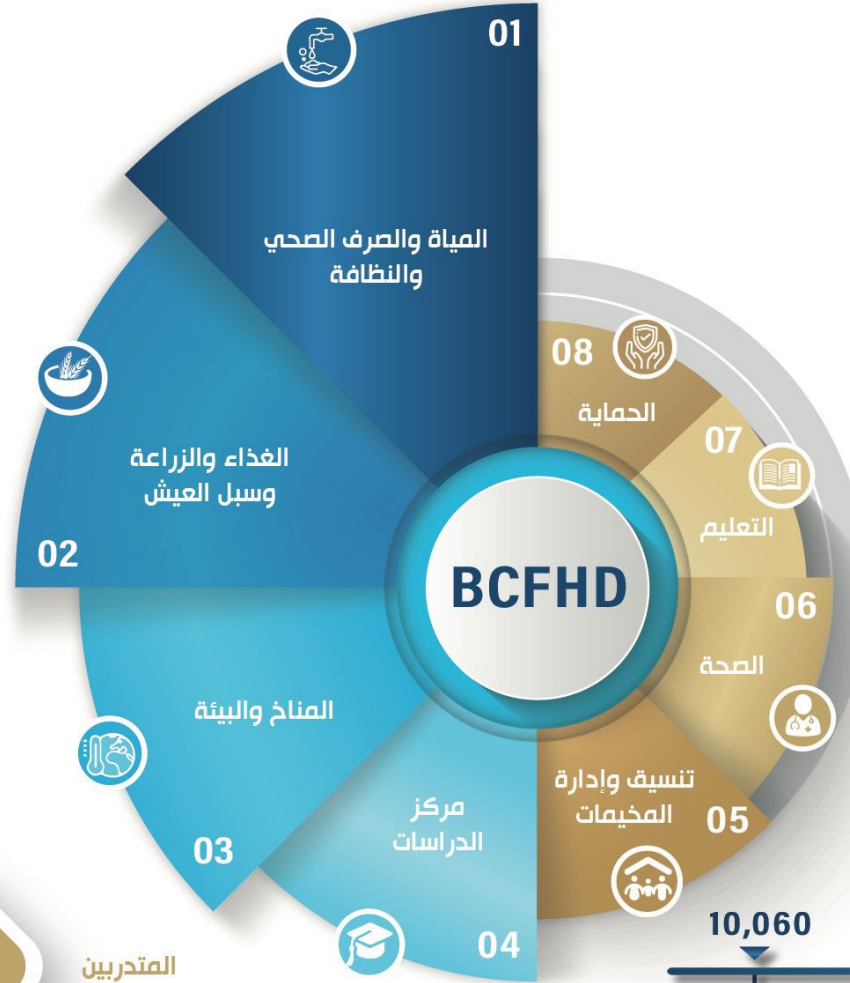 01
المياة والصرف الصحي
والنظافة
02
الغذاء والزراعة
وسبل العيش
03
المناخ والبيئة
04
مركز
الدراسات
05
تنسيق وإدارة
المخيمات
06
الصحة
07
التعليم
08
الحماية
BCFHD
10,060
المتدربين